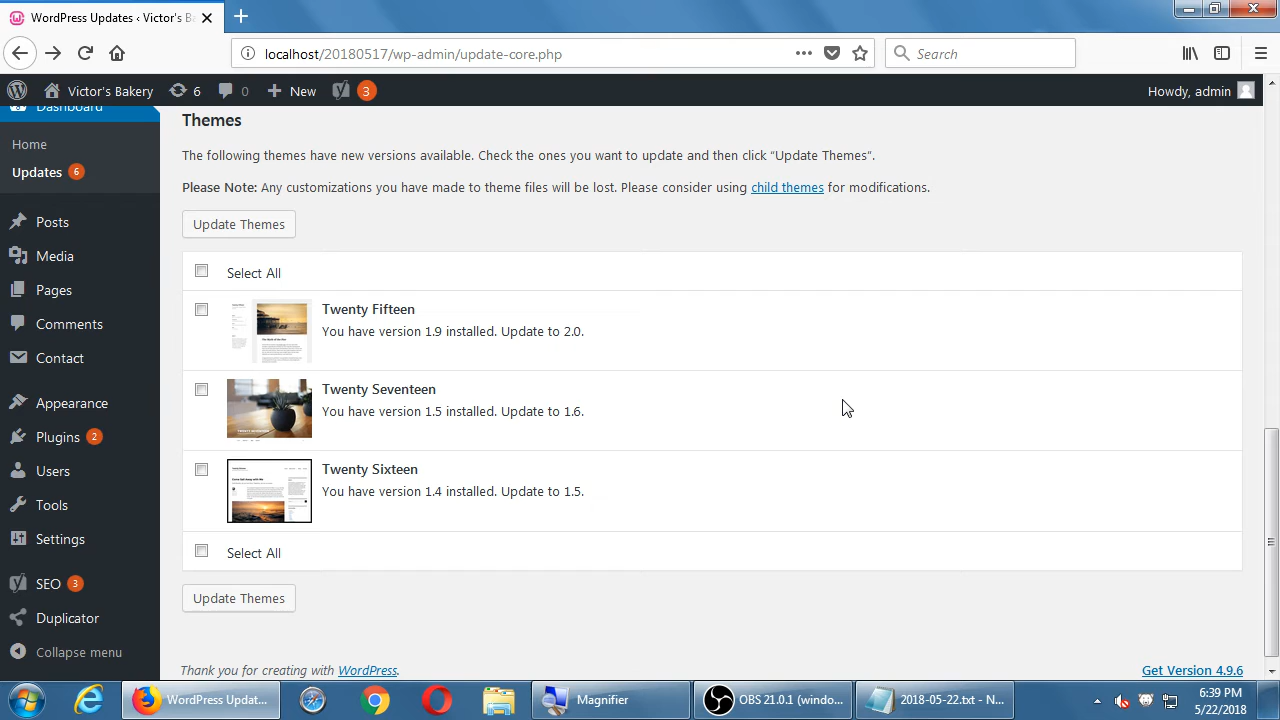 WordPress Updates ‹ Victor's Ba
localhost/20180517/wp-admin/update-core.php
Search
Victor's Bakery
6
0
New
3
Howdy, admin
Dashboard
Home
Updates 6
Posts
Media
Pages
Comments
Contact
Appearance
Plugins 2
Users
Tools
Settings
SEO 3
Duplicator
Collapse menu
Themes
The following themes have new versions available. Check the ones you want to update and then click “Update Themes”.
Please Note: Any customizations you have made to theme files will be lost. Please consider using child themes for modifications.
Update Themes
Select All
Twenty Fifteen
You have version 1.9 installed. Update to 2.0.
Twenty Seventeen
You have version 1.5 installed. Update to 1.6.
Twenty Sixteen
You have version 1.4 installed. Update to 1.5.
Select All
Update Themes
Thank you for creating with WordPress.
Get Version 4.9.6
WordPress Updat...
Magnifier
OBS 21.0.1 (windo...
2018-05-22.txt - N...
6:39 PM
5/22/2018